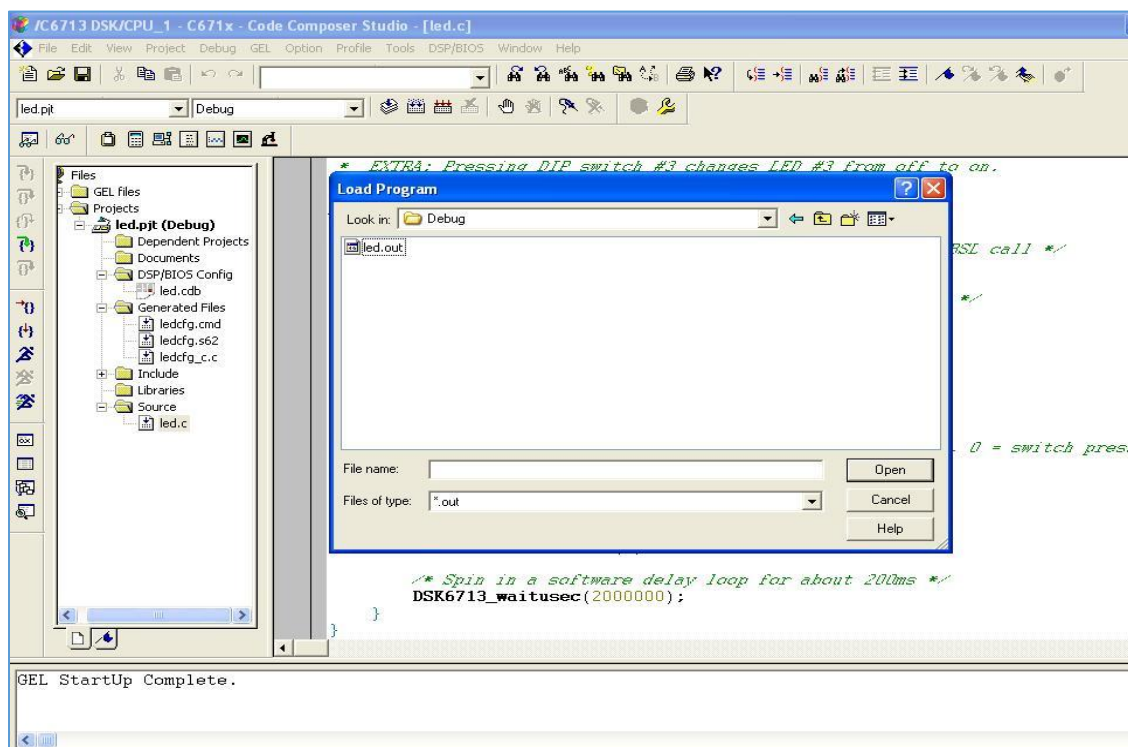 /C6713 DSK/CPU_1 - C671x - Code Composer Studio - [led.c]
File Edit View Project Debug GEL Option Profile Tools DSP/BIOS Window Help
led.pjt
Debug
Files
GEL files
Projects
led.pjt (Debug)
Dependent Projects
Documents
DSP/BIOS Config
led.cdb
Generated Files
ledcfg.cmd
ledcfg.s62
ledcfg_c.c
Include
Libraries
Source
led.c
* EXTRA: Pressing DIP switch #3 changes LED #3 from off to on.
Load Program
Look in: Debug
led.out
BSL call */
*/
0 = switch pres
File name:
Open
Files of type: *.out
Cancel
Help
/* Spin in a software delay loop for about 200ms */
DSK6713_waitusec(2000000);
}
}
GEL StartUp Complete.